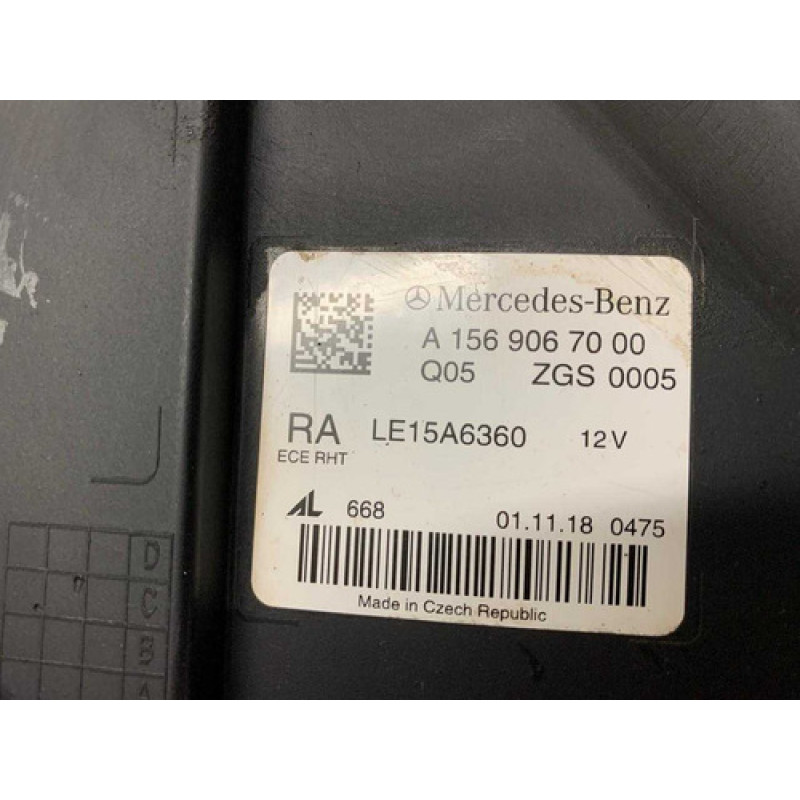 Mercedes-Benz
A 156 906 70 00
Q05 ZGS 0005
RA LE15A6360 12V
ECE RHT
AL 668 01.11.18 0475
Made in Czech Republic
D
C
B
A